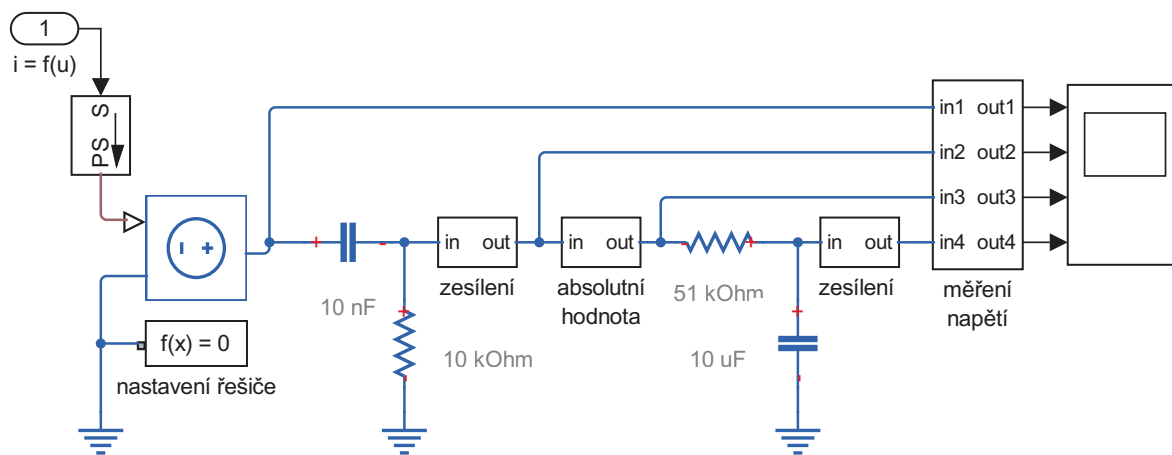 1
i = f(u)
S
PS
in1 out1
in2 out2
in3 out3
in4 out4
měření
napětí
in out
zesílení
in out
absolutní
hodnota
in out
zesílení
10 nF
10 kOhm
51 kOhm
10 uF
f(x) = 0
nastavení řešiče